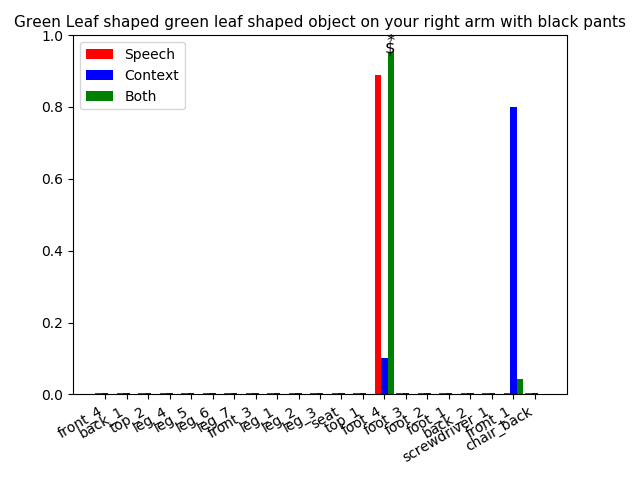 Green Leaf shaped green leaf shaped object on your right arm with black pants
1.0
0.8
0.6
0.4
0.2
0.0
Speech
Context
Both
*
$
front_4
back_1
top_2
leg_4
leg_5
leg_6
leg_7
front_3
leg_1
leg_2
leg_3
seat
top_1
foot_4
foot_3
foot_2
foot_1
back_2
screwdriver_1
front_1
chair_back